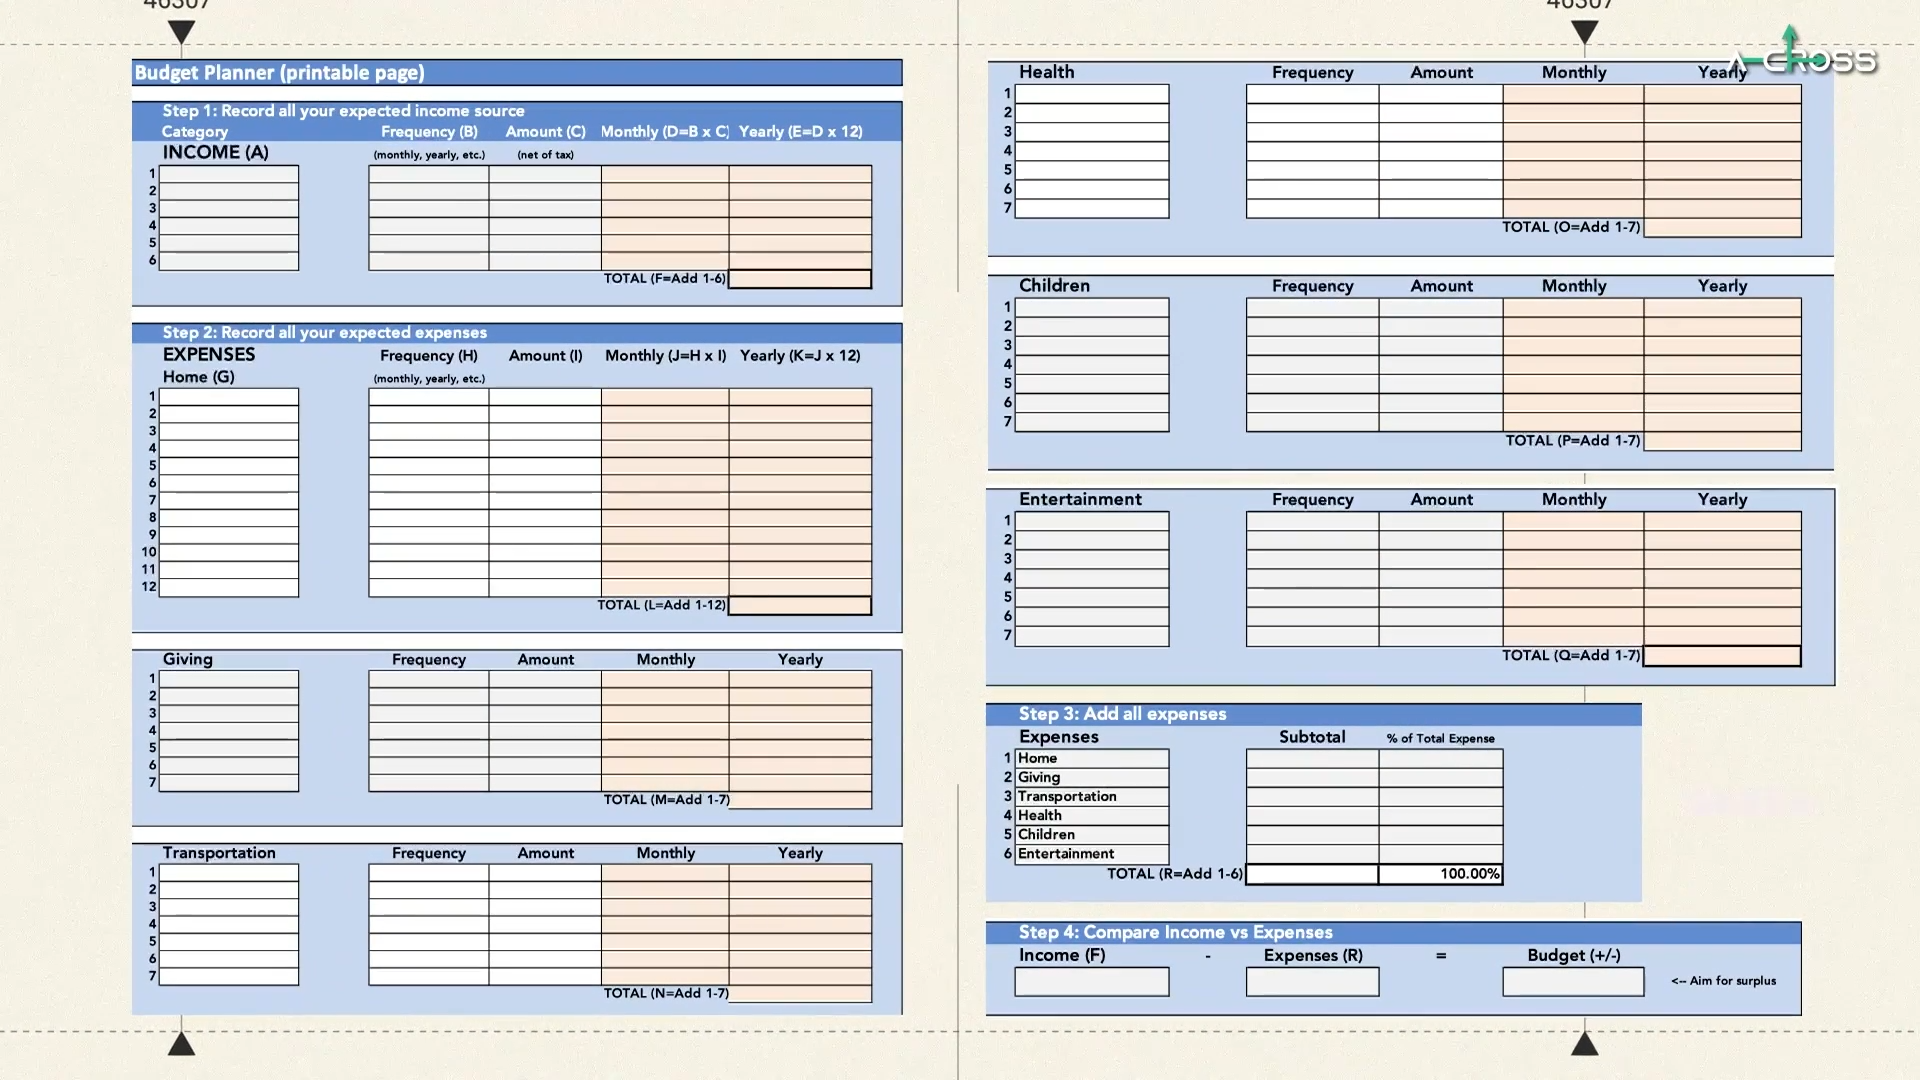 46307
46307
A-CROSS
Budget Planner (printable page)
Step 1: Record all your expected income source
Category Frequency (B) Amount (C) Monthly (D=B x C) Yearly (E=D x 12)
INCOME (A) (monthly, yearly, etc.) (net of tax)
1
2
3
4
5
6
TOTAL (F=Add 1-6)
Step 2: Record all your expected expenses
EXPENSES Frequency (H) Amount (I) Monthly (J=H x I) Yearly (K=J x 12)
Home (G) (monthly, yearly, etc.)
1
2
3
4
5
6
7
8
9
10
11
12
TOTAL (L=Add 1-12)
Giving Frequency Amount Monthly Yearly
1
2
3
4
5
6
7
TOTAL (M=Add 1-7)
Transportation Frequency Amount Monthly Yearly
1
2
3
4
5
6
7
TOTAL (N=Add 1-7)
Health Frequency Amount Monthly Yearly
1
2
3
4
5
6
7
TOTAL (O=Add 1-7)
Children Frequency Amount Monthly Yearly
1
2
3
4
5
6
7
TOTAL (P=Add 1-7)
Entertainment Frequency Amount Monthly Yearly
1
2
3
4
5
6
7
TOTAL (Q=Add 1-7)
Step 3: Add all expenses
Expenses Subtotal % of Total Expense
1 Home
2 Giving
3 Transportation
4 Health
5 Children
6 Entertainment
TOTAL (R=Add 1-6) 100.00%
Step 4: Compare Income vs Expenses
Income (F) - Expenses (R) = Budget (+/-)
<-- Aim for surplus